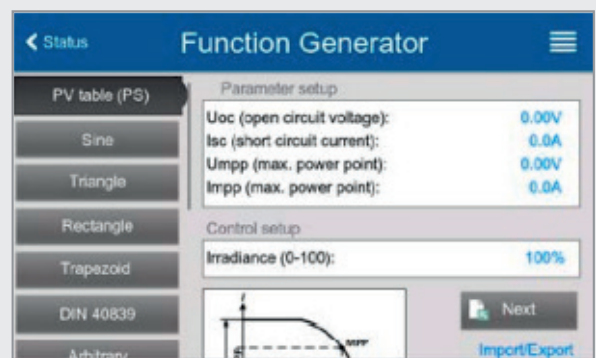 Status
Function Generator
PV table (PS)
Sine
Triangle
Rectangle
Trapezoid
DIN 40839
Arbitrary
Parameter setup
Uoc (open circuit voltage): 0.00V
Isc (short circuit current): 0.0A
Umpp (max. power point): 0.00V
Impp (max. power point): 0.0A
Control setup
Irradiance (0-100): 100%
MPP
Next
Import/Export